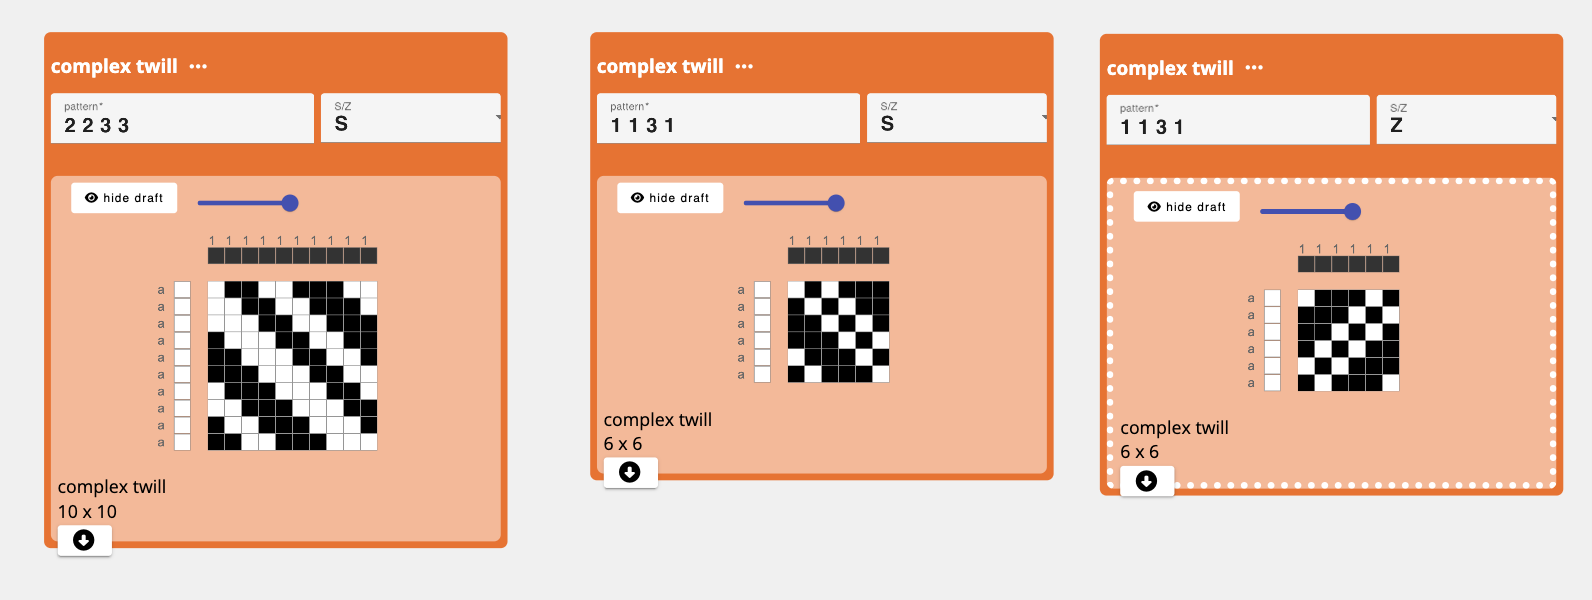 complex twill ...
pattern*
2 2 3 3
S/Z
S
hide draft
1 1 1 1 1 1 1 1 1 1
a
a
a
a
a
a
a
a
a
a
complex twill
10 x 10
complex twill ...
pattern*
1 1 3 1
S/Z
S
hide draft
1 1 1 1 1 1
a
a
a
a
a
a
complex twill
6 x 6
complex twill ...
pattern*
1 1 3 1
S/Z
Z
hide draft
1 1 1 1 1 1
a
a
a
a
a
a
complex twill
6 x 6